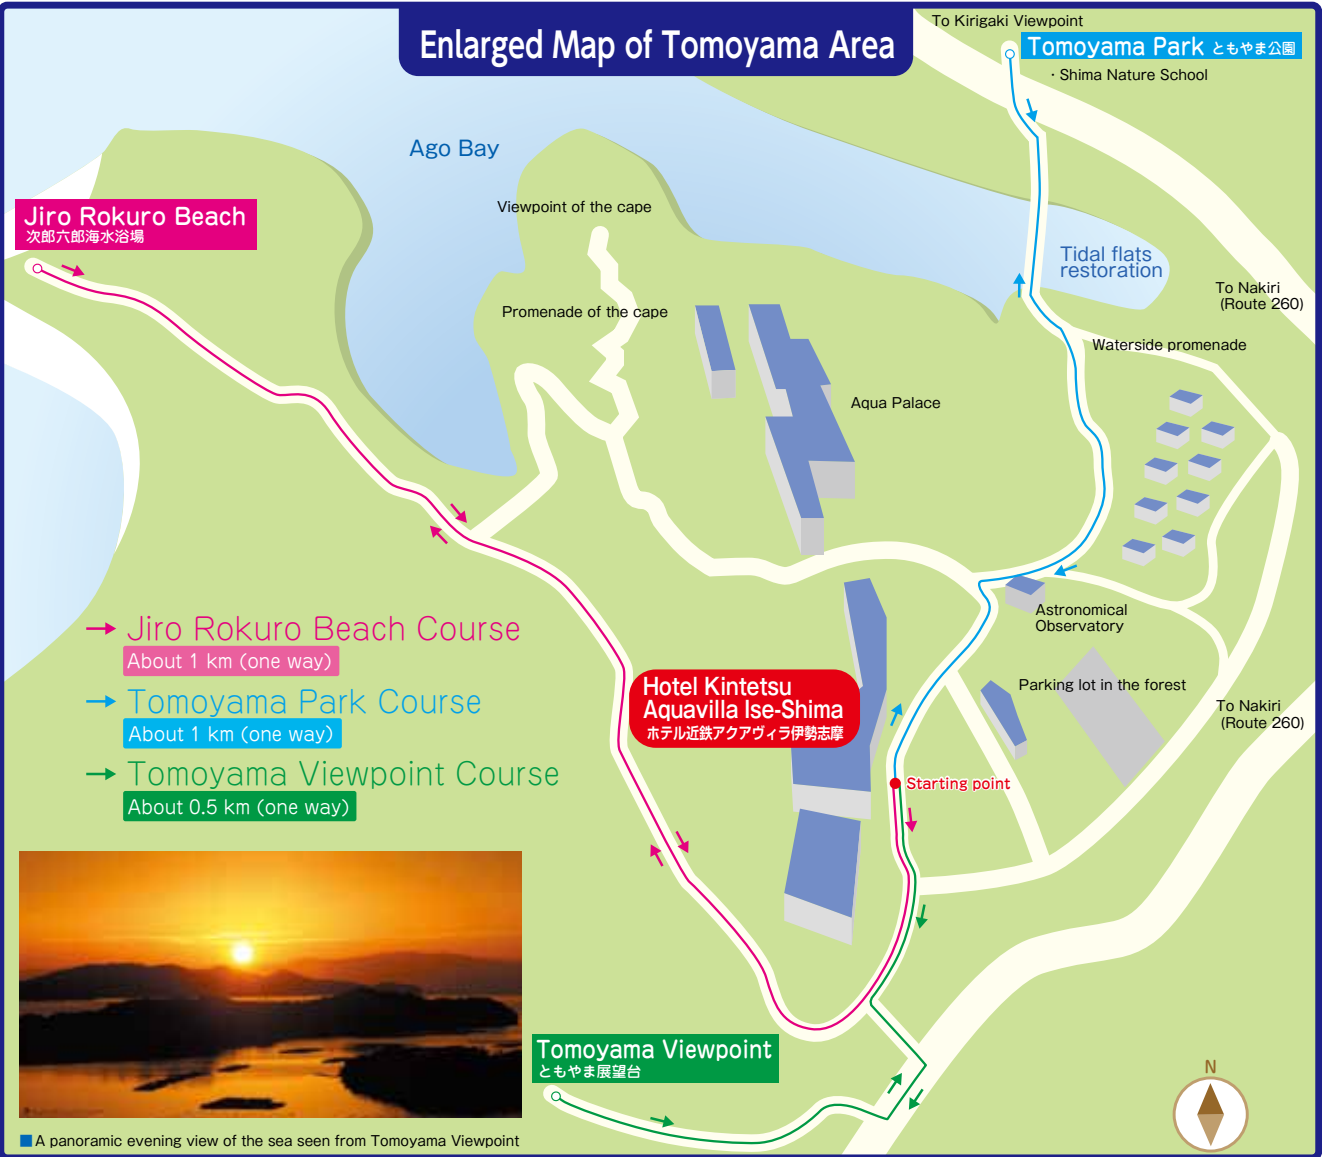 Enlarged Map of Tomoyama Area
To Kirigaki Viewpoint
Tomoyama Park ともやま公園
・Shima Nature School
Ago Bay
Viewpoint of the cape
Jiro Rokuro Beach
次郎六郎海水浴場
Tidal flats
restoration
To Nakiri
(Route 260)
Promenade of the cape
Waterside promenade
Aqua Palace
Astronomical
Observatory
Jiro Rokuro Beach Course
About 1 km (one way)
Tomoyama Park Course
About 1 km (one way)
Tomoyama Viewpoint Course
About 0.5 km (one way)
Hotel Kintetsu
Aquavilla Ise-Shima
ホテル近鉄アクアヴィラ伊勢志摩
Parking lot in the forest
To Nakiri
(Route 260)
Starting point
Tomoyama Viewpoint
ともやま展望台
N
■A panoramic evening view of the sea seen from Tomoyama Viewpoint